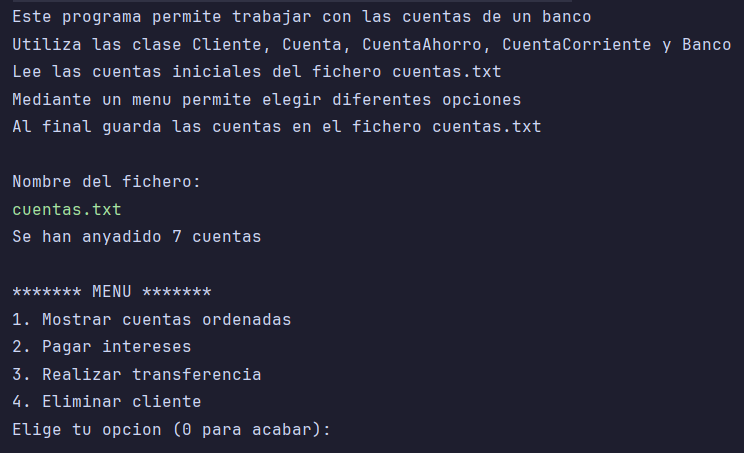 Este programa permite trabajar con las cuentas de un banco
Utiliza las clase Cliente, Cuenta, CuentaAhorro, CuentaCorriente y Banco
Lee las cuentas iniciales del fichero cuentas.txt
Mediante un menu permite elegir diferentes opciones
Al final guarda las cuentas en el fichero cuentas.txt
Nombre del fichero:
cuentas.txt
Se han anyadido 7 cuentas
******* MENU *******
1. Mostrar cuentas ordenadas
2. Pagar intereses
3. Realizar transferencia
4. Eliminar cliente
Elige tu opcion (0 para acabar):